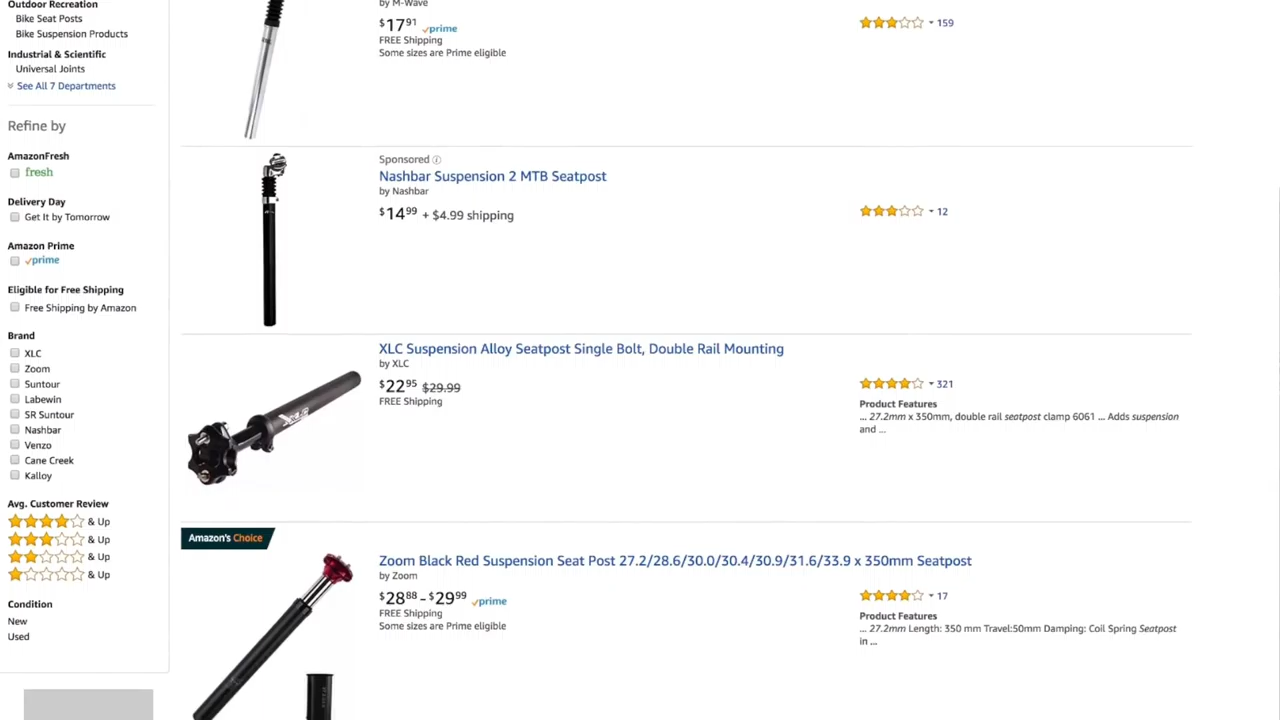 Outdoor Recreation
Bike Seat Posts
Bike Suspension Products
Industrial & Scientific
Universal Joints
See All 7 Departments
Refine by
AmazonFresh
fresh
Delivery Day
Get It by Tomorrow
Amazon Prime
prime
Eligible for Free Shipping
Free Shipping by Amazon
Brand
XLC
Zoom
Suntour
Labewin
SR Suntour
Nashbar
Venzo
Cane Creek
Kalloy
Avg. Customer Review
& Up
& Up
& Up
& Up
Condition
New
Used
by M-Wave
$17 91 prime
FREE Shipping
Some sizes are Prime eligible
159
Sponsored
Nashbar Suspension 2 MTB Seatpost
by Nashbar
$14 99 + $4.99 shipping
12
XLC Suspension Alloy Seatpost Single Bolt, Double Rail Mounting
by XLC
$22 95 $29.99
FREE Shipping
321
Product Features
... 27.2mm x 350mm, double rail seatpost clamp 6061 ... Adds suspension
and ...
Amazon's Choice
Zoom Black Red Suspension Seat Post 27.2/28.6/30.0/30.4/30.9/31.6/33.9 x 350mm Seatpost
by Zoom
$28 88 - $29 99 prime
FREE Shipping
Some sizes are Prime eligible
17
Product Features
... 27.2mm Length: 350 mm Travel:50mm Damping: Coil Spring Seatpost
in ...